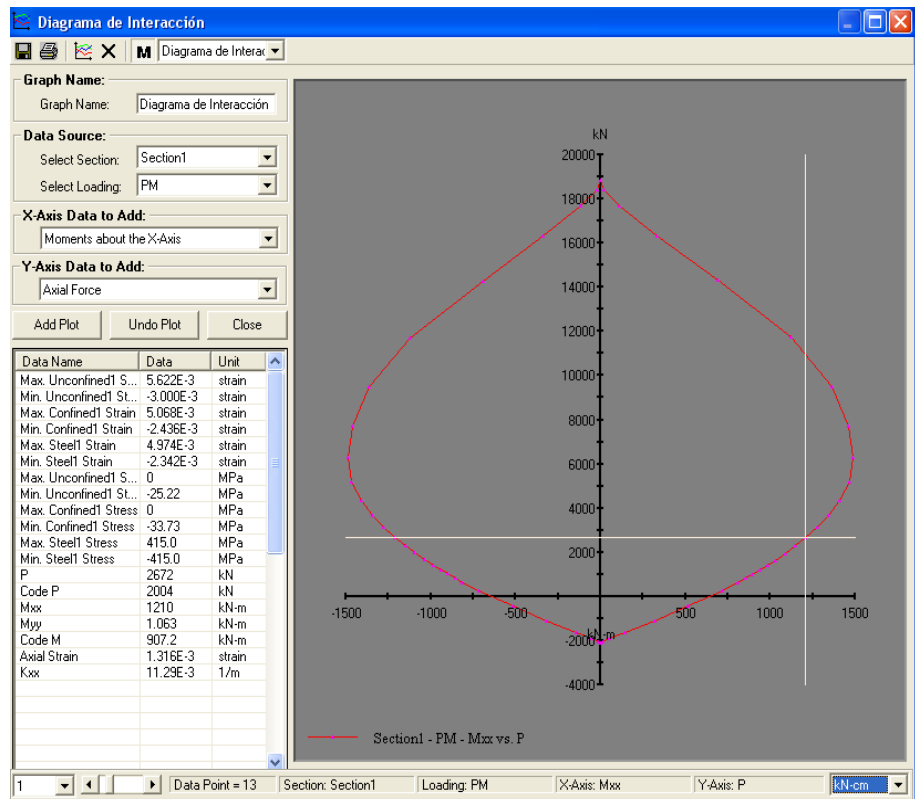 Diagrama de Interacción
M Diagrama de Interac
Graph Name:
Graph Name: Diagrama de Interacción
Data Source:
Select Section: Section1
Select Loading: PM
X-Axis Data to Add:
Moments about the X-Axis
Y-Axis Data to Add:
Axial Force
Add Plot Undo Plot Close
Data Name Data Unit
Max. Unconfined1 S... 5.622E-3 strain
Min. Unconfined1 St... -3.000E-3 strain
Max. Confined1 Strain 5.068E-3 strain
Min. Confined1 Strain -2.436E-3 strain
Max. Steel1 Strain 4.974E-3 strain
Min. Steel1 Strain -2.342E-3 strain
Max. Unconfined1 S... 0 MPa
Min. Unconfined1 St... -25.22 MPa
Max. Confined1 Stress 0 MPa
Min. Confined1 Stress -33.73 MPa
Max. Steel1 Stress 415.0 MPa
Min. Steel1 Stress -415.0 MPa
P 2672 kN
Code P 2004 kN
Mxx 1210 kN-m
Myy 1.063 kN-m
Code M 907.2 kN-m
Axial Strain 1.316E-3 strain
Kxx 11.29E-3 1/m
kN
20000
18000
16000
14000
12000
10000
8000
6000
4000
2000
-1500 -1000 -500 500 1000 1500
kN-m
-2000
-4000
Section1 - PM - Mxx vs. P
1 Data Point = 13 Section: Section1 Loading: PM X-Axis: Mxx Y-Axis: P kN-cm